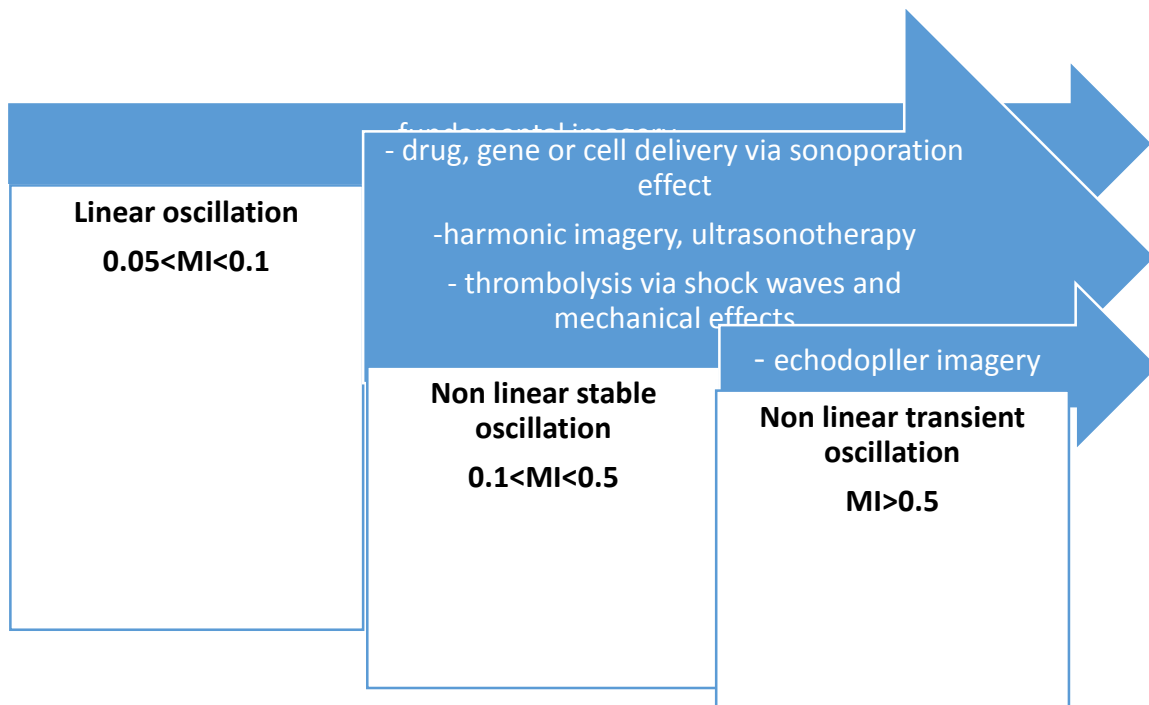 fundamental imagery
- drug, gene or cell delivery via sonoporation
effect
-harmonic imagery, ultrasonotherapy
- thrombolysis via shock waves and
mechanical effects
- echodopller imagery
Linear oscillation
0.05<MI<0.1
Non linear stable
oscillation
0.1<MI<0.5
Non linear transient
oscillation
MI>0.5